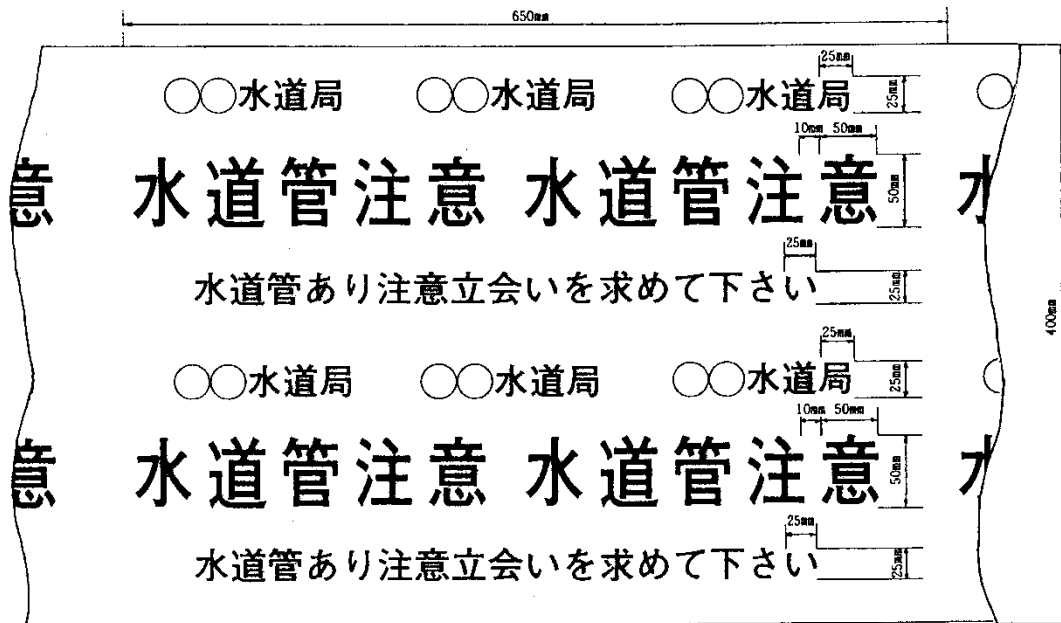 650mm
25mm
○○水道局 ○○水道局 ○○水道局 ○
25mm
10mm 50mm
意 水道管注意 水道管注意 水
50mm
25mm
水道管あり注意立会いを求めて下さい
25mm
400mm
25mm
○○水道局 ○○水道局 ○○水道局
25mm
10mm 50mm
意 水道管注意 水道管注意 水
50mm
25mm
水道管あり注意立会いを求めて下さい
25mm